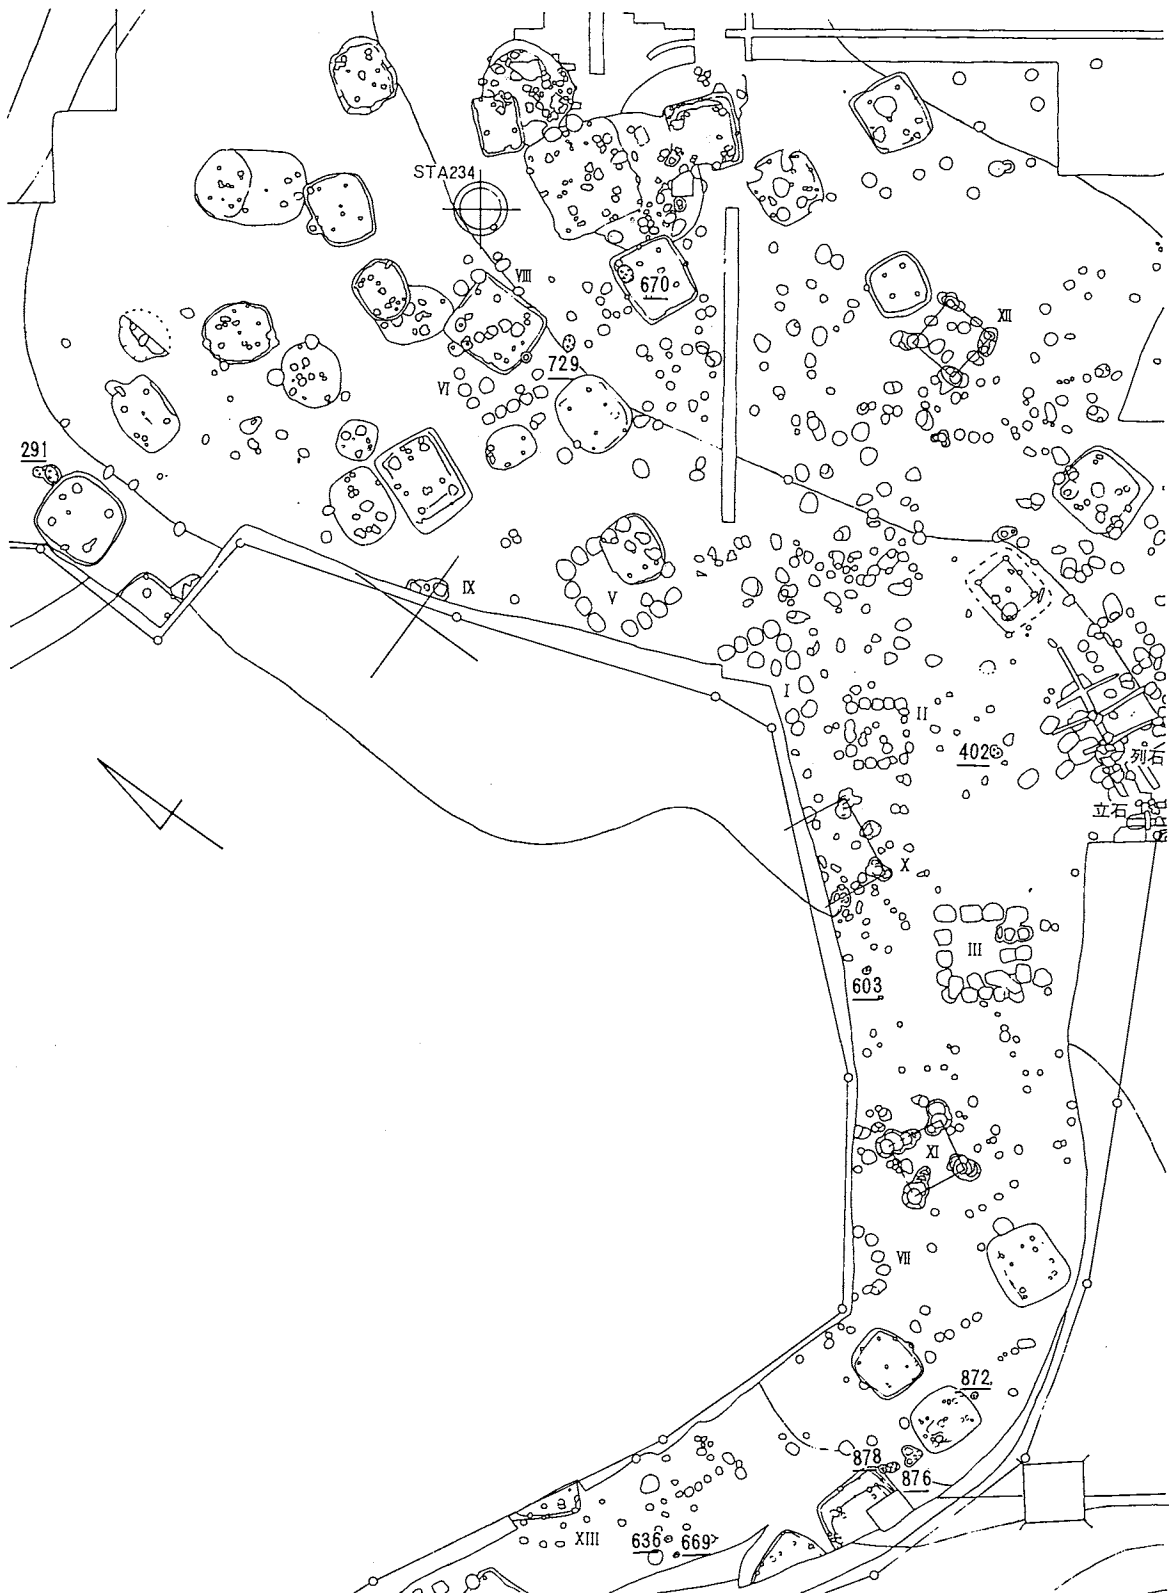 STA234
VIII
670
XII
729
VI
291
IX
V
I
II
402
列石
立石
X
III
603
XI
VII
872
878
876
XIII
636
669